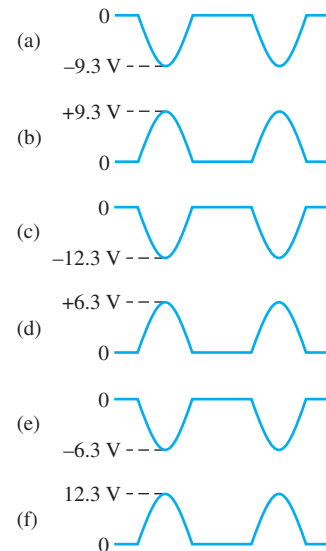 0
(a)
–9.3 V
+9.3 V
(b)
0
0
(c)
–12.3 V
+6.3 V
(d)
0
0
(e)
–6.3 V
12.3 V
(f)
0